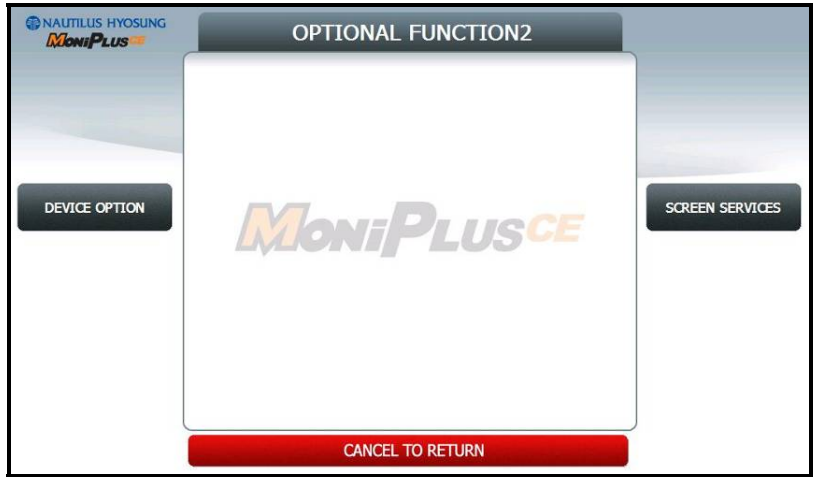 NAUTILUS HYOSUNG
MoniPlusCE
OPTIONAL FUNCTION2
DEVICE OPTION
MoniPlusCE
SCREEN SERVICES
CANCEL TO RETURN